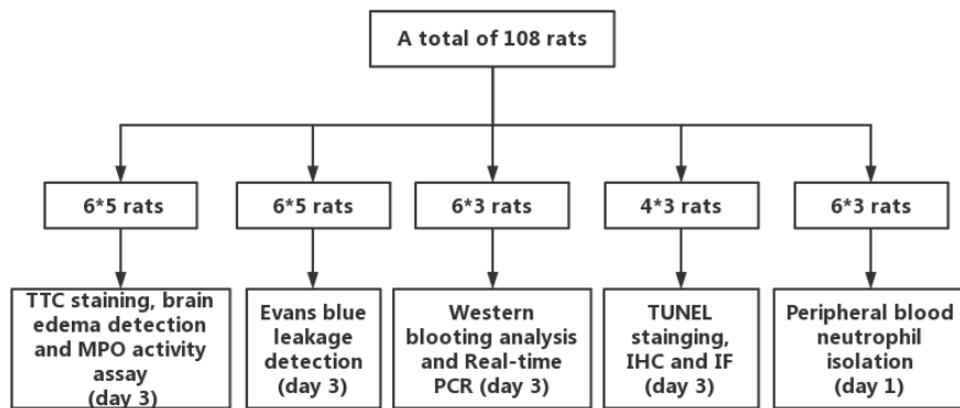 A total of 108 rats
6*5 rats
6*5 rats
6*3 rats
4*3 rats
6*3 rats
TTC staining, brain
edema detection
and MPO activity
assay
(day 3)
Evans blue
leakage
detection
(day 3)
Western
blooting analysis
and Real-time
PCR (day 3)
TUNEL
stainging,
IHC and IF
(day 3)
Peripheral blood
neutrophil
isolation
(day 1)